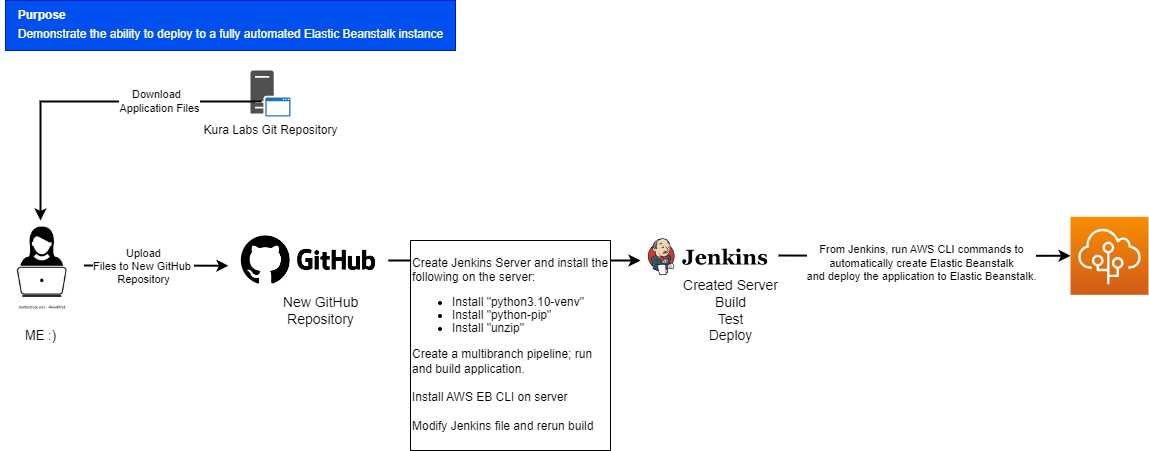 Purpose
Demonstrate the ability to deploy to a fully automated Elastic Beanstalk instance
Download
Application Files
Kura Labs Git Repository
ME :)
Upload
Files to New GitHub
Repository
GitHub
New GitHub
Repository
Create Jenkins Server and install the
following on the server:
• Install "python3.10-venv"
• Install "python-pip"
• Install "unzip"
Create a multibranch pipeline; run
and build application.
Install AWS EB CLI on server
Modify Jenkins file and rerun build
Jenkins
Created Server
Build
Test
Deploy
From Jenkins, run AWS CLI commands to
automatically create Elastic Beanstalk
and deploy the application to Elastic Beanstalk.